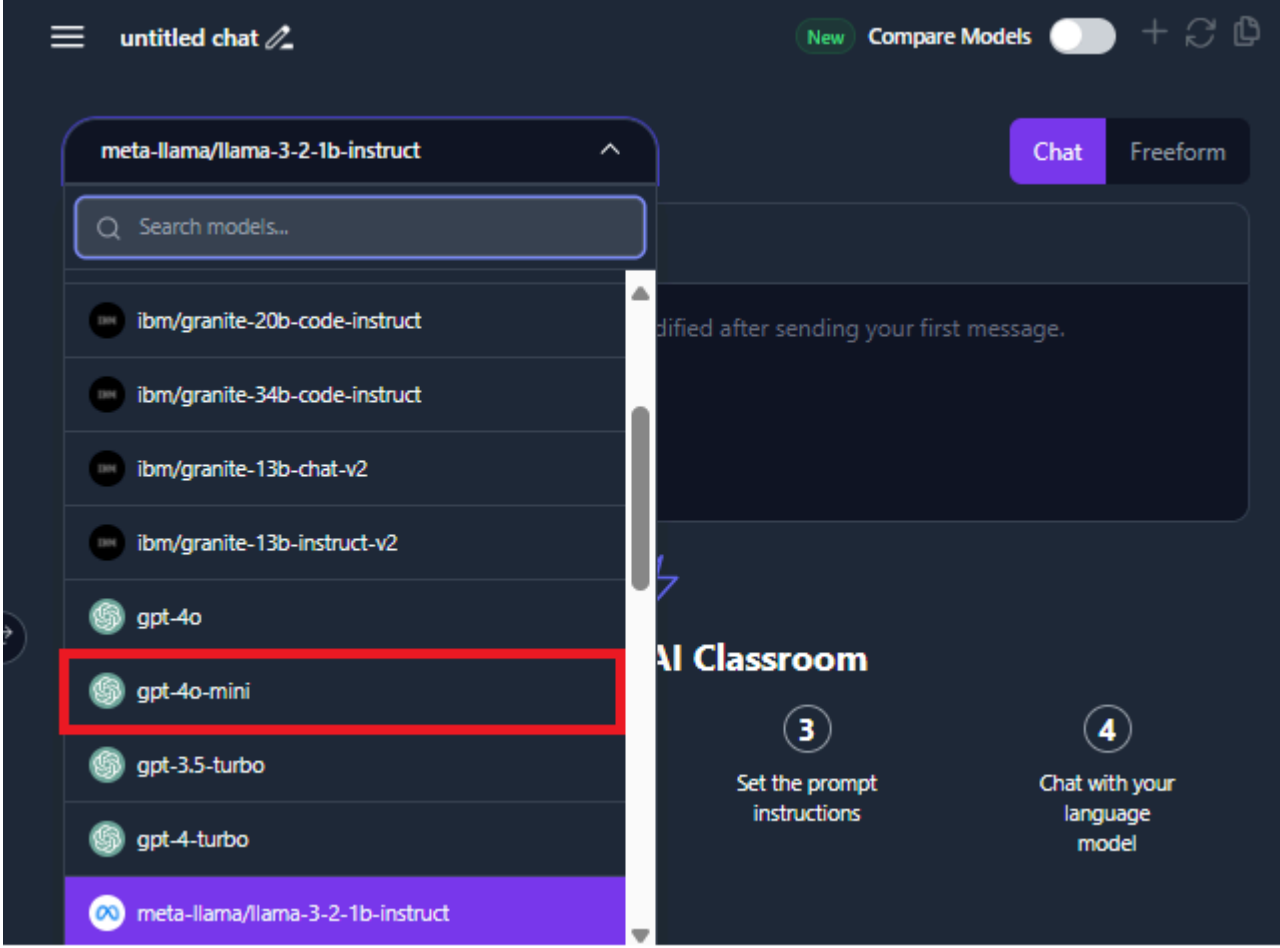 untitled chat
New Compare Models
meta-llama/llama-3-2-1b-instruct
Chat Freeform
Search models...
ibm/granite-20b-code-instruct
dified after sending your first message.
ibm/granite-34b-code-instruct
ibm/granite-13b-chat-v2
ibm/granite-13b-instruct-v2
gpt-4o
AI Classroom
gpt-4o-mini
3
Set the prompt
instructions
4
Chat with your
language
model
gpt-3.5-turbo
gpt-4-turbo
meta-llama/llama-3-2-1b-instruct